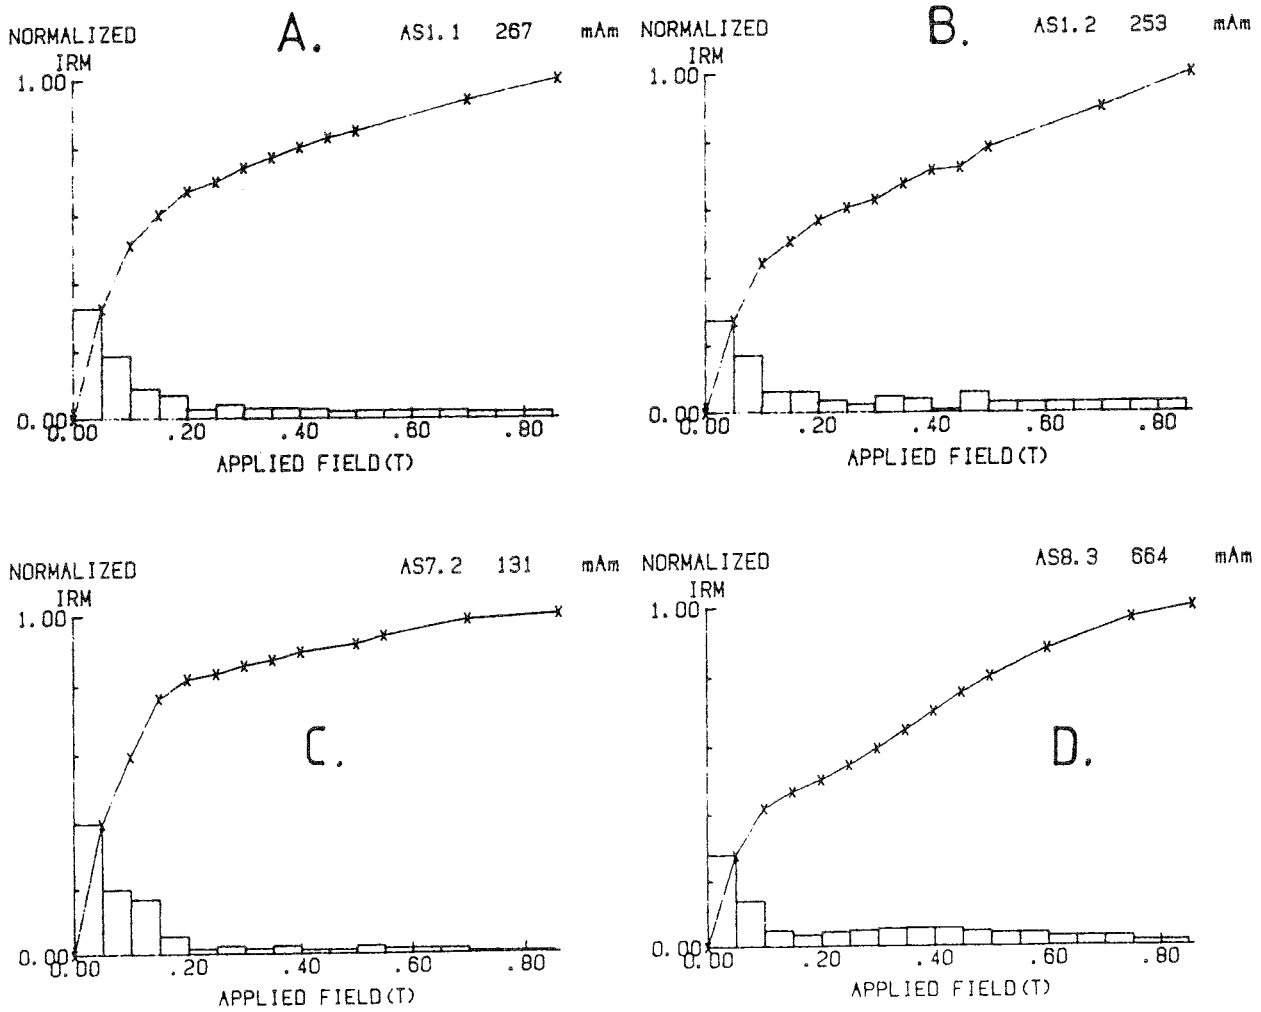 A. AS1.1 267 mAm
NORMALIZED
IRM
1.00
0.00
0.00 .20 .40 .60 .80
APPLIED FIELD(T)
B. AS1.2 253 mAm
NORMALIZED
IRM
1.00
0.00
0.00 .20 .40 .60 .80
APPLIED FIELD(T)
AS7.2 131 mAm
NORMALIZED
IRM
1.00
C.
0.00
0.00 .20 .40 .60 .80
APPLIED FIELD(T)
AS8.3 664 mAm
NORMALIZED
IRM
1.00
D.
0.00
0.00 .20 .40 .60 .80
APPLIED FIELD(T)